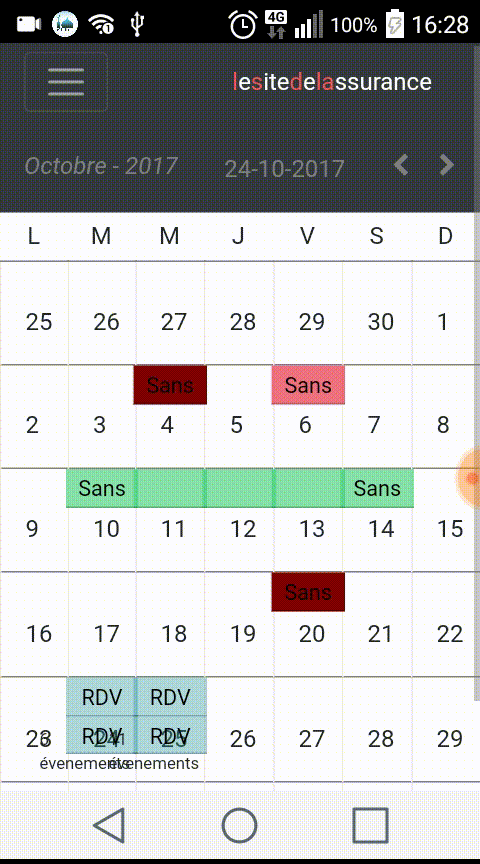 4G 100% 16:28
lesitedelassurance
Octobre - 2017 24-10-2017
L M M J V S D
25 26 27 28 29 30 1
Sans Sans
2 3 4 5 6 7 8
Sans Sans
9 10 11 12 13 14 15
Sans
16 17 18 19 20 21 22
RDV RDV
RDV RDV
23 24 25 26 27 28 29
évenements évenements